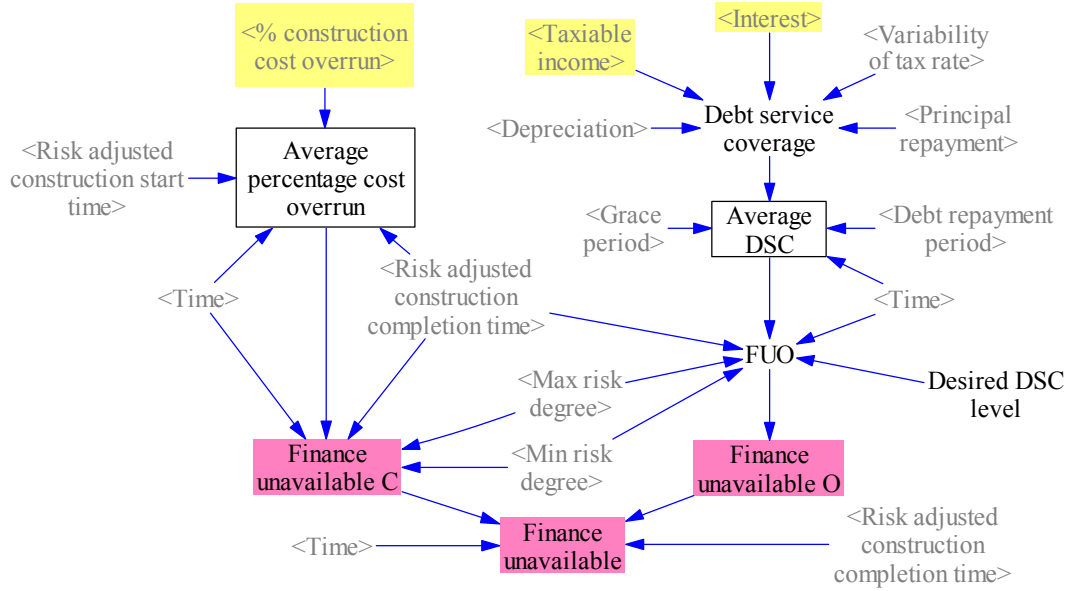 <% construction
cost overrun>
<Taxiable
income>
<Interest>
<Variability
of tax rate>
<Depreciation>
Debt service
coverage
<Principal
repayment>
<Risk adjusted
construction start
time>
Average
percentage cost
overrun
<Grace
period>
Average
DSC
<Debt repayment
period>
<Time>
<Risk adjusted
construction
completion time>
<Time>
FUO
<Max risk
degree>
Desired DSC
level
Finance
unavailable C
<Min risk
degree>
Finance
unavailable O
<Time>
Finance
unavailable
<Risk adjusted
construction
completion time>